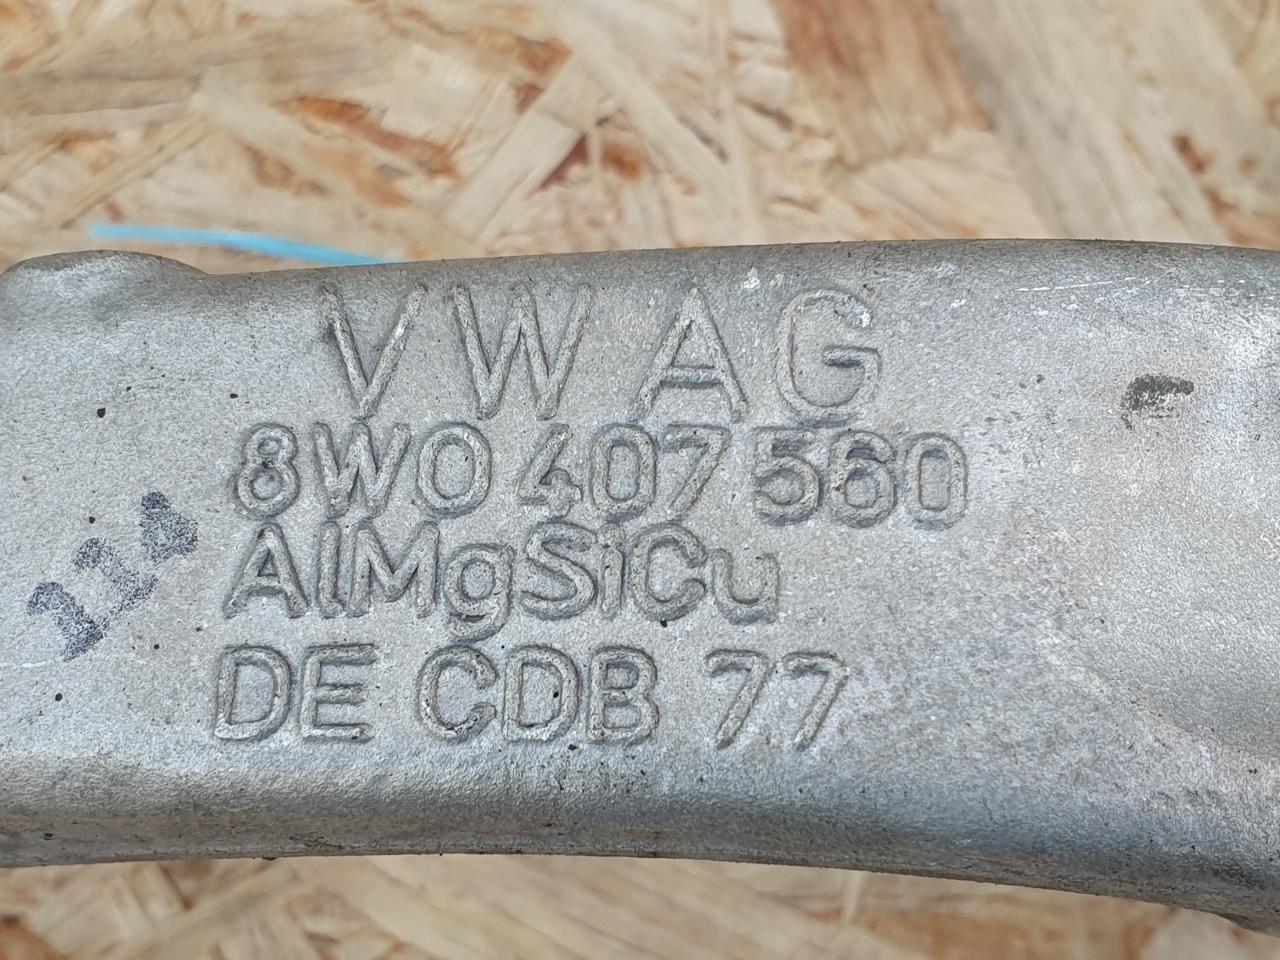 VW AG
8W0 407 560
AlMgSiCu
DE CDB 77